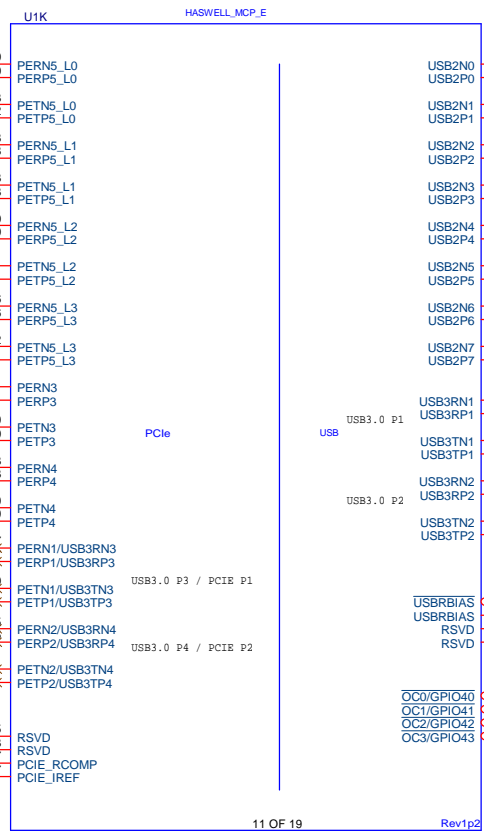 U1K
HASWELL_MCP_E
PERN5_L0
PERP5_L0
PETN5_L0
PETP5_L0
PERN5_L1
PERP5_L1
PETN5_L1
PETP5_L1
PERN5_L2
PERP5_L2
PETN5_L2
PETP5_L2
PERN5_L3
PERP5_L3
PETN5_L3
PETP5_L3
PERN3
PERP3
PETN3
PETP3
PERN4
PERP4
PETN4
PETP4
PERN1/USB3RN3
PERP1/USB3RP3
PETN1/USB3TN3
PETP1/USB3TP3
PERN2/USB3RN4
PERP2/USB3RP4
PETN2/USB3TN4
PETP2/USB3TP4
RSVD
RSVD
PCIE_RCOMP
PCIE_IREF
PCIe
USB3.0 P3 / PCIE P1
USB3.0 P4 / PCIE P2
USB
USB3.0 P1
USB3.0 P2
USB2N0
USB2P0
USB2N1
USB2P1
USB2N2
USB2P2
USB2N3
USB2P3
USB2N4
USB2P4
USB2N5
USB2P5
USB2N6
USB2P6
USB2N7
USB2P7
USB3RN1
USB3RP1
USB3TN1
USB3TP1
USB3RN2
USB3RP2
USB3TN2
USB3TP2
USBRBIAS
USBRBIAS
RSVD
RSVD
OC0/GPIO40
OC1/GPIO41
OC2/GPIO42
OC3/GPIO43
11 OF 19
Rev1p2